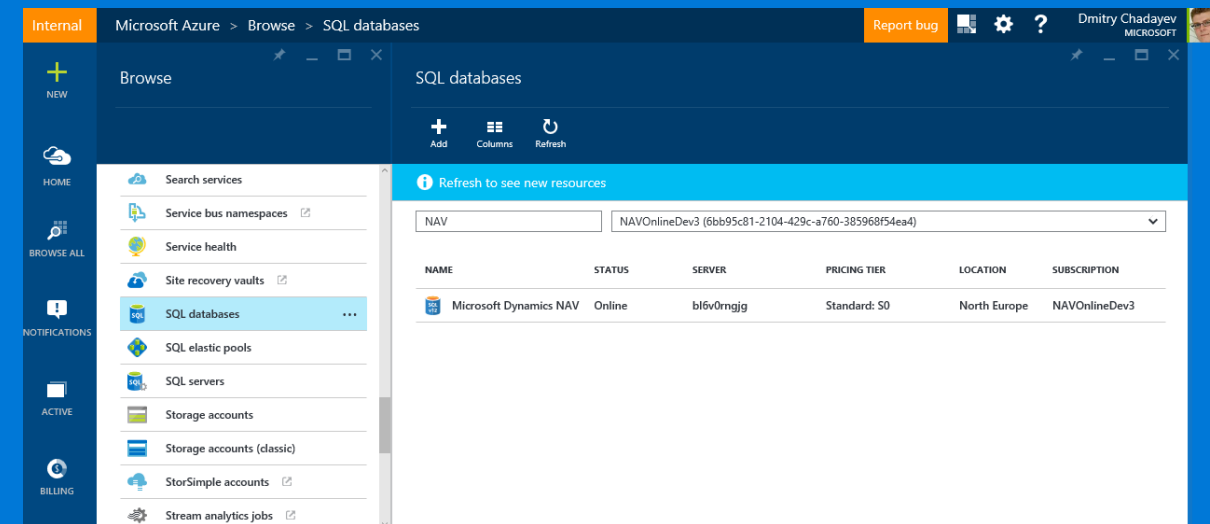 Internal
Microsoft Azure > Browse > SQL databases
Report bug
?
Dmitry Chadayev
MICROSOFT
NEW
HOME
BROWSE ALL
NOTIFICATIONS
ACTIVE
BILLING
Browse
Search services
Service bus namespaces
Service health
Site recovery vaults
SQL databases ...
SQL elastic pools
SQL servers
Storage accounts
Storage accounts (classic)
StorSimple accounts
Stream analytics jobs
SQL databases
Add Columns Refresh
Refresh to see new resources
NAV NAVOnlineDev3 (6bb95c81-2104-429c-a760-385968f54ea4)
NAME STATUS SERVER PRICING TIER LOCATION SUBSCRIPTION
Microsoft Dynamics NAV Online bl6v0rngjg Standard: S0 North Europe NAVOnlineDev3